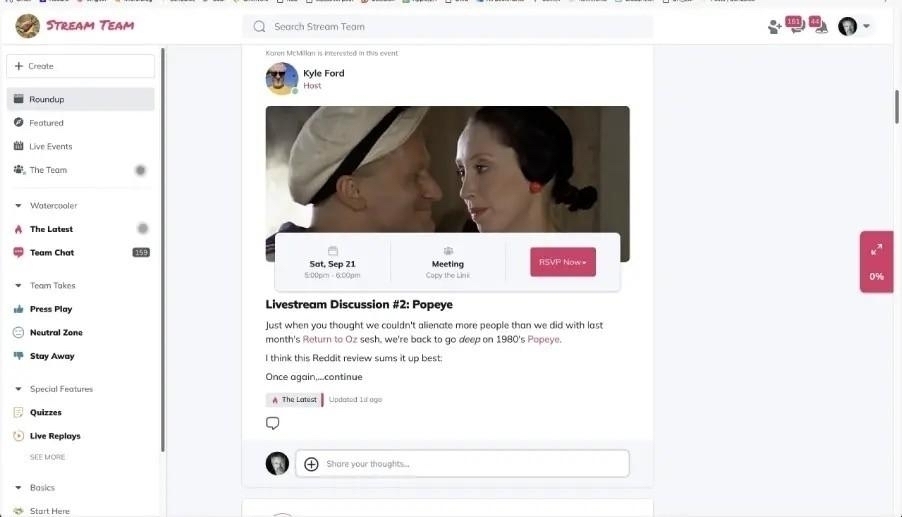 STREAM TEAM
Search Stream Team
181
44
Create
Roundup
Featured
Live Events
The Team
Watercooler
The Latest
Team Chat
159
Team Takes
Press Play
Neutral Zone
Stay Away
Special Features
Quizzes
Live Replays
SEE MORE
Basics
Start Here
Karen McMillan is interested in this event
Kyle Ford
Host
Sat, Sep 21
5:00pm - 6:00pm
Meeting
Copy the Link
RSVP Now
Livestream Discussion #2: Popeye
Just when you thought we couldn't alienate more people than we did with last
month's Return to Oz sesh, we're back to go deep on 1980's Popeye.
I think this Reddit review sums it up best:
Once again,...continue
The Latest Updated 1d ago
Share your thoughts...
0%